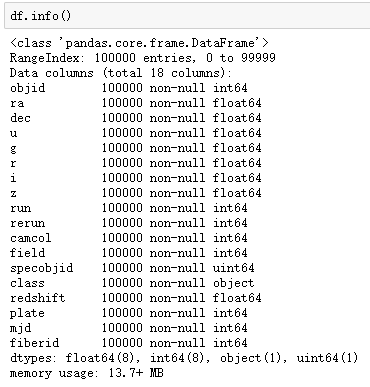 df.info()
<class 'pandas.core.frame.DataFrame'>
RangeIndex: 100000 entries, 0 to 99999
Data columns (total 18 columns):
objid 100000 non-null int64
ra 100000 non-null float64
dec 100000 non-null float64
u 100000 non-null float64
g 100000 non-null float64
r 100000 non-null float64
i 100000 non-null float64
z 100000 non-null float64
run 100000 non-null int64
rerun 100000 non-null int64
camcol 100000 non-null int64
field 100000 non-null int64
specobjid 100000 non-null uint64
class 100000 non-null object
redshift 100000 non-null float64
plate 100000 non-null int64
mjd 100000 non-null int64
fiberid 100000 non-null int64
dtypes: float64(8), int64(8), object(1), uint64(1)
memory usage: 13.7+ MB